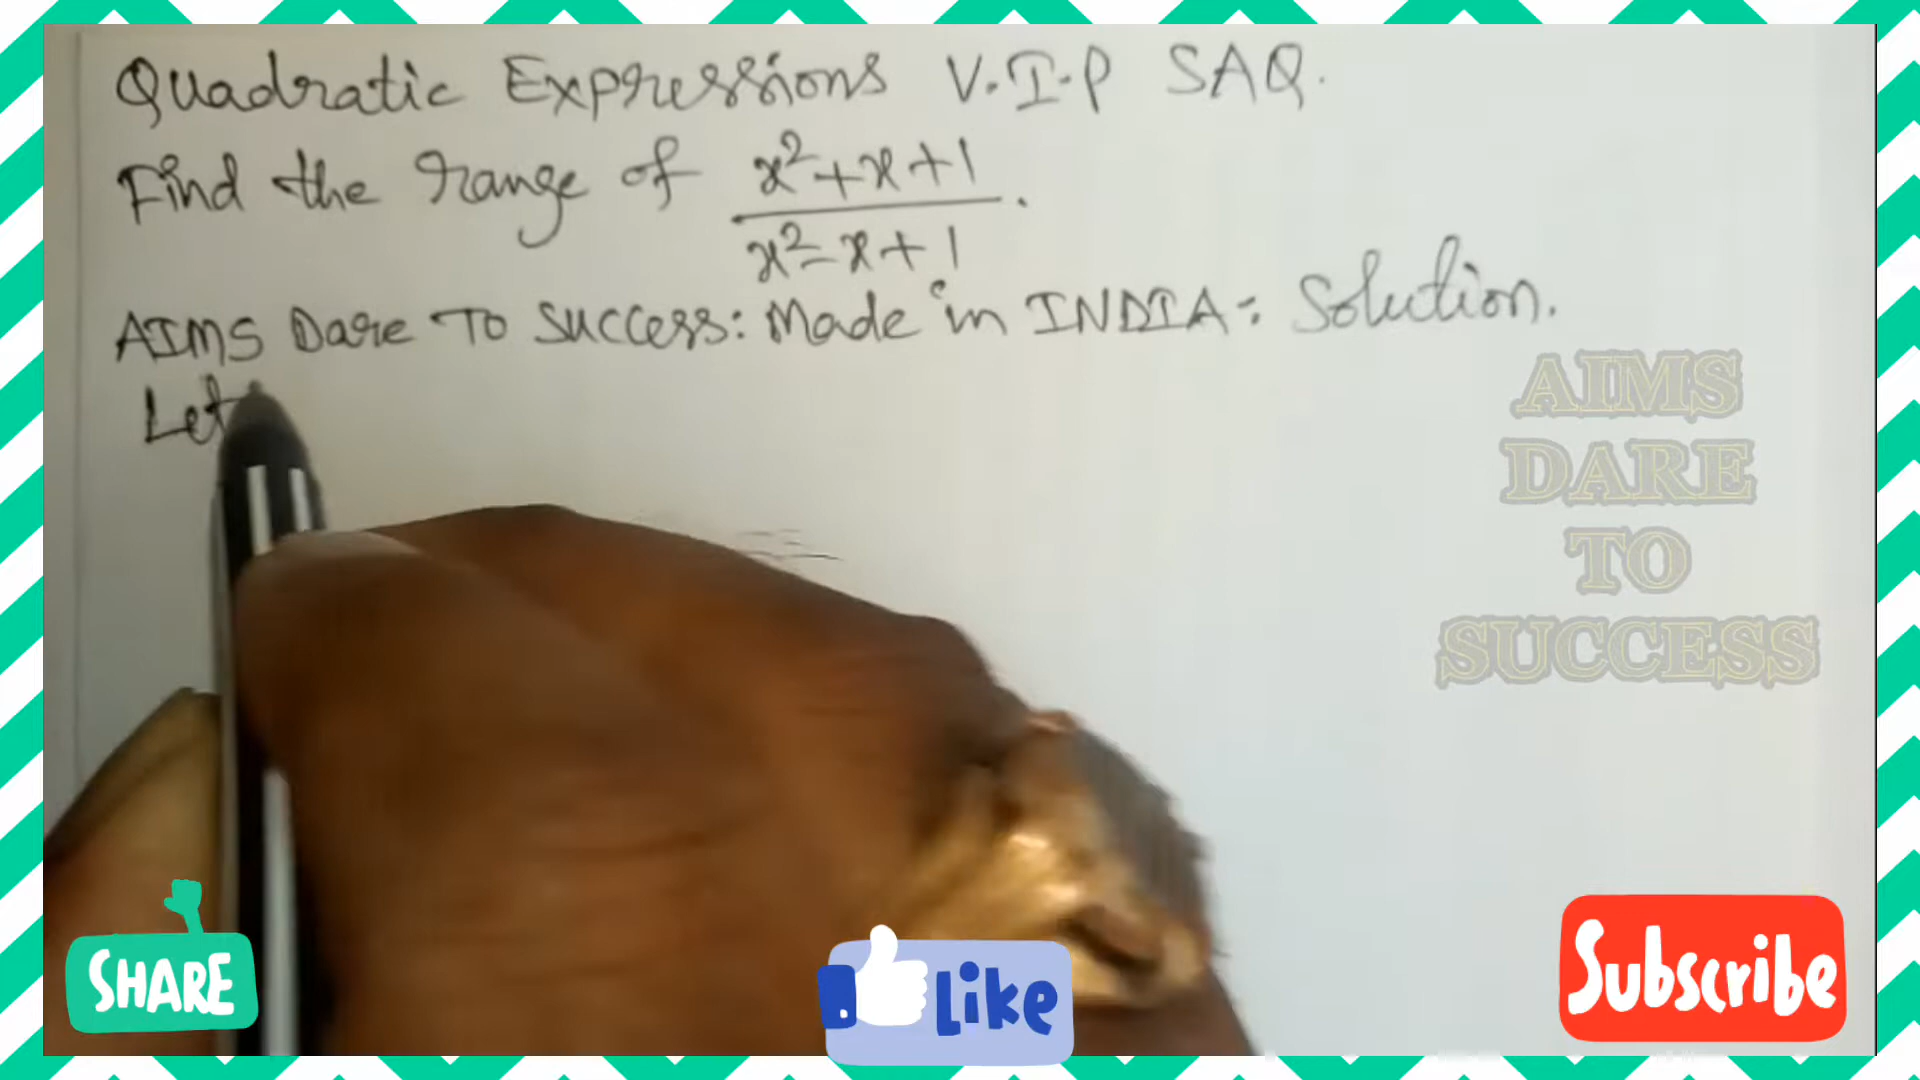 Quadratic Expressions V.I.P SAQ.
Find the range of x²+x+1 / x²-x+1 .
AIMS Dare To Success: Made in INDIA: Solution.
Let
AIMS
DARE
TO
SUCCESS
SHARE
Like
Subscribe